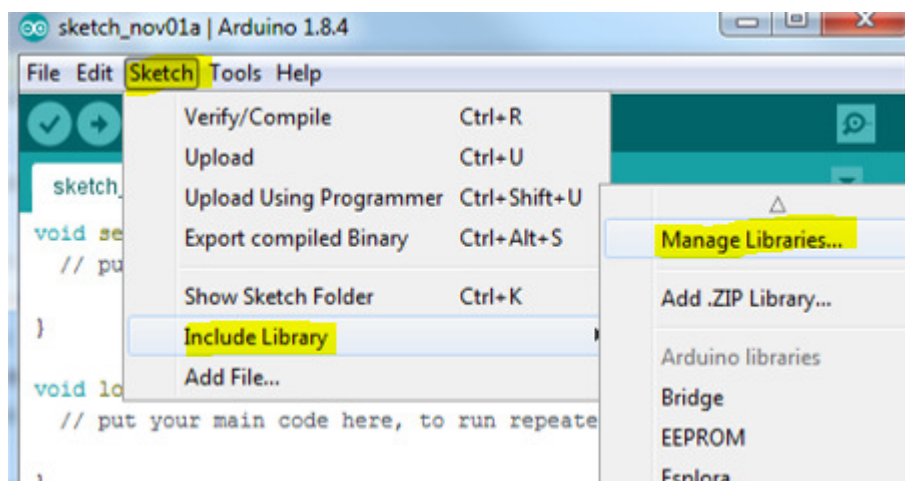 sketch_nov01a | Arduino 1.8.4
File Edit Sketch Tools Help
Verify/Compile Ctrl+R
Upload Ctrl+U
Upload Using Programmer Ctrl+Shift+U
Export compiled Binary Ctrl+Alt+S
Show Sketch Folder Ctrl+K
Include Library
Add File...
Manage Libraries...
Add .ZIP Library...
Arduino libraries
Bridge
EEPROM
Esplora
sketch_
void se
// pu
}
void lo
// put your main code here, to run repeate
}